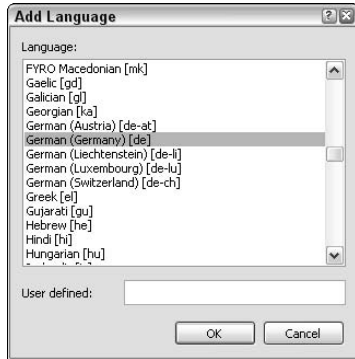 Add Language
Language:
FYRO Macedonian [mk]
Gaelic [gd]
Galician [gl]
Georgian [ka]
German (Austria) [de-at]
German (Germany) [de]
German (Liechtenstein) [de-li]
German (Luxembourg) [de-lu]
German (Switzerland) [de-ch]
Greek [el]
Gujarati [gu]
Hebrew [he]
Hindi [hi]
Hungarian [hu]
User defined:
OK Cancel